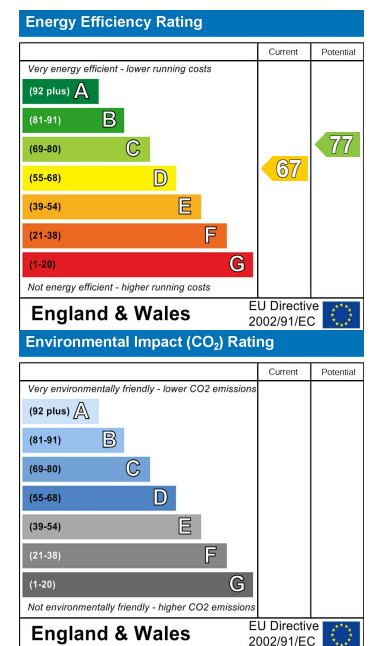 Energy Efficiency Rating
Current Potential
Very energy efficient - lower running costs
(92 plus) A
(81-91) B
(69-80) C
77
(55-68) D
67
(39-54) E
(21-38) F
(1-20) G
Not energy efficient - higher running costs
England & Wales
EU Directive
2002/91/EC
Environmental Impact (CO₂) Rating
Current Potential
Very environmentally friendly - lower CO2 emissions
(92 plus) A
(81-91) B
(69-80) C
(55-68) D
(39-54) E
(21-38) F
(1-20) G
Not environmentally friendly - higher CO2 emissions
England & Wales
EU Directive
2002/91/EC